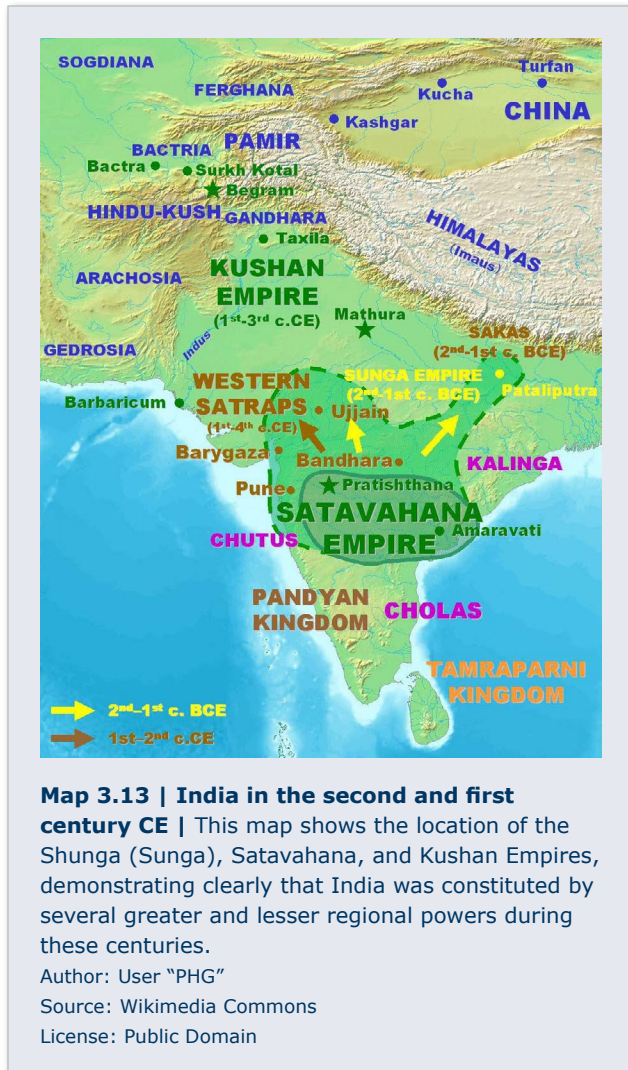 SOGDIANA
Turfan
FERGHANA
Kucha
CHINA
Kashgar
PAMIR
BACTRIA
Bactra
Surkh Kotal
Begram
HINDU-KUSH
GANDHARA
Taxila
HIMALAYAS
(Imaus)
ARACHOSIA
KUSHAN
EMPIRE
(1st-3rd c.CE)
Mathura
Indus
GEDROSIA
SAKAS
(2nd-1st c. BCE)
SUNGA EMPIRE
(2nd-1st c. BCE)
Pataliputra
WESTERN
SATRAPS
(1st-4th c.CE)
Ujjain
Barbaricum
Barygaza
Bandhara
KALINGA
Pune
Pratishthana
SATAVAHANA
EMPIRE
Amaravati
CHUTUS
PANDYAN
KINGDOM
CHOLAS
TAMRAPARNI
KINGDOM
2nd–1st c. BCE
1st–2nd c.CE
Map 3.13 | India in the second and first
century CE | This map shows the location of the
Shunga (Sunga), Satavahana, and Kushan Empires,
demonstrating clearly that India was constituted by
several greater and lesser regional powers during
these centuries.
Author: User “PHG”
Source: Wikimedia Commons
License: Public Domain